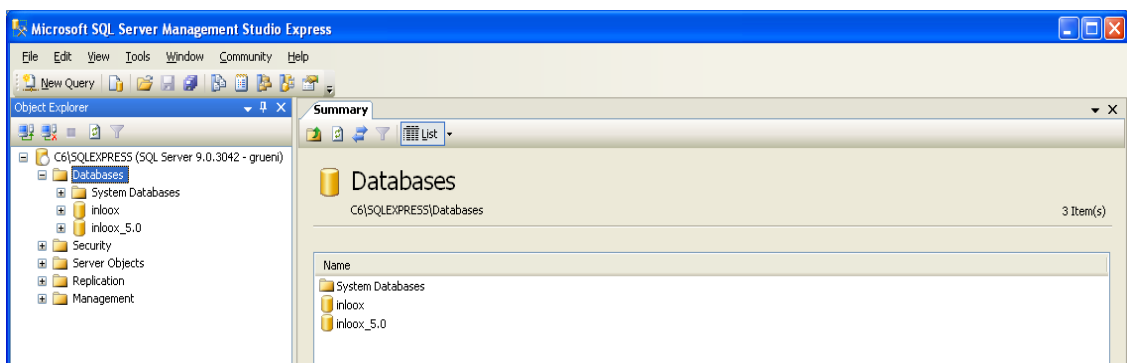 Microsoft SQL Server Management Studio Express
File Edit View Tools Window Community Help
New Query
Object Explorer
C6\SQLEXPRESS (SQL Server 9.0.3042 - grueni)
Databases
System Databases
inloox
inloox_5.0
Security
Server Objects
Replication
Management
Summary
List
Databases
C6\SQLEXPRESS\Databases
3 Item(s)
Name
System Databases
inloox
inloox_5.0